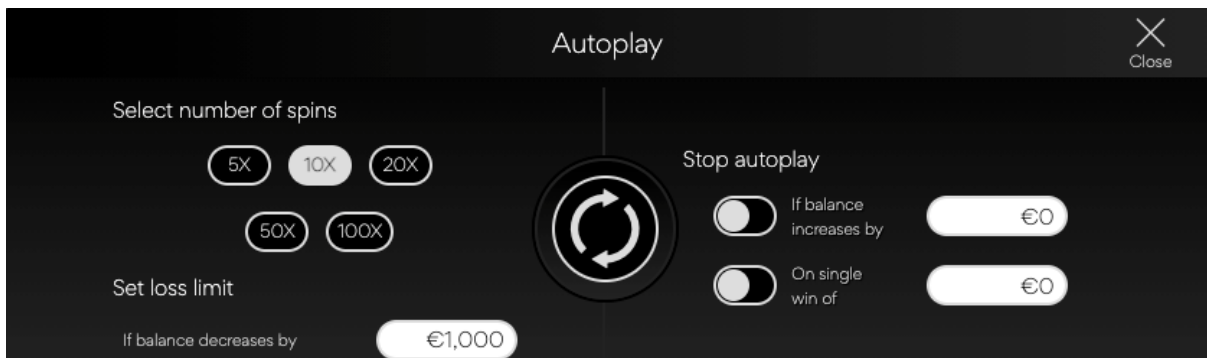 Autoplay
Close
Select number of spins
5X 10X 20X
50X 100X
Set loss limit
If balance decreases by €1,000
Stop autoplay
If balance
increases by
€0
On single
win of
€0